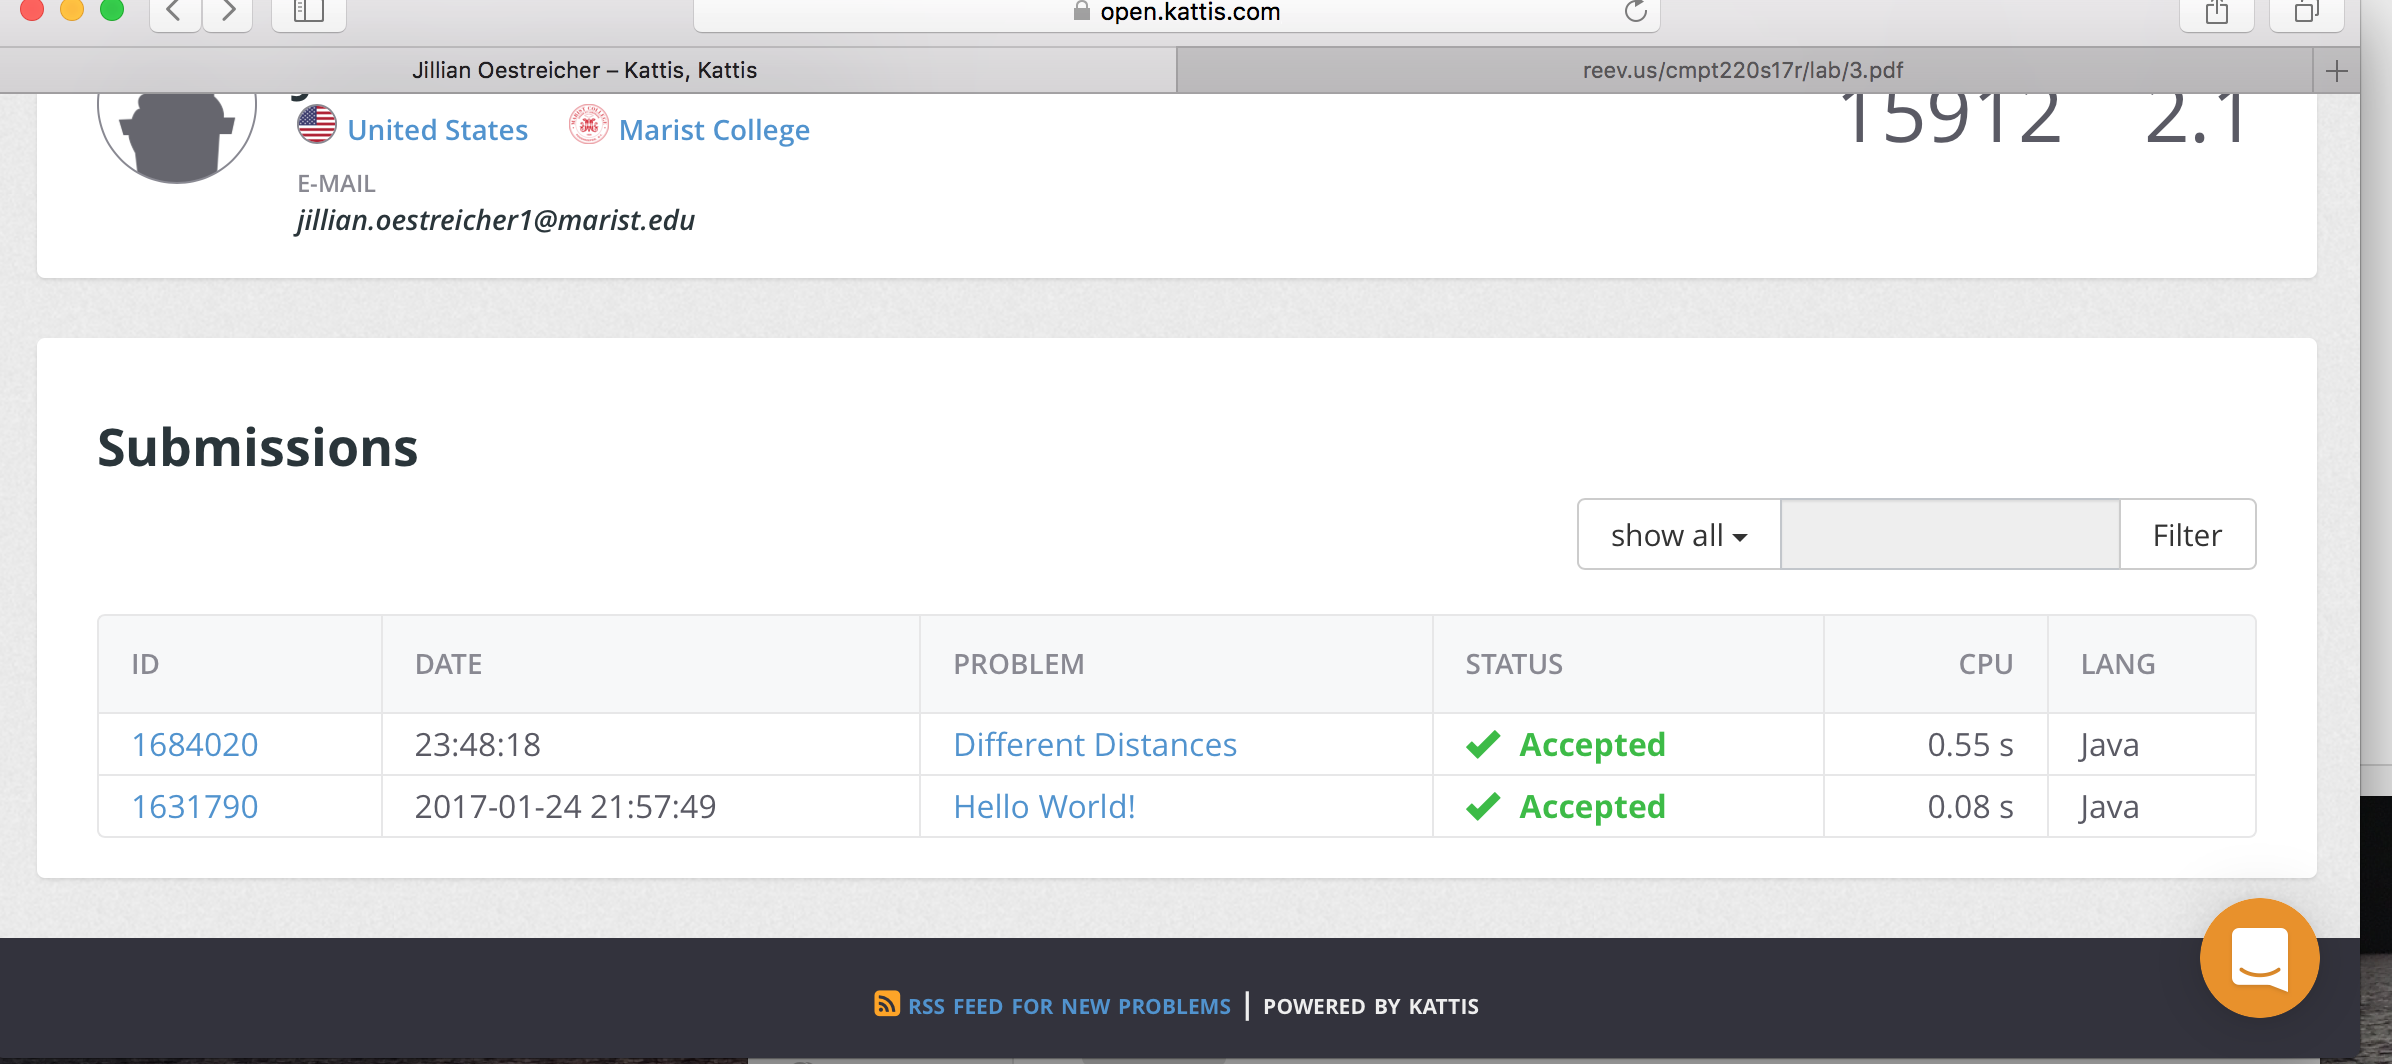 open.kattis.com
Jillian Oestreicher – Kattis, Kattis
reev.us/cmpt220s17r/lab/3.pdf
United States Marist College
15912 2.1
E-MAIL
jillian.oestreicher1@marist.edu
Submissions
show all Filter
ID DATE PROBLEM STATUS CPU LANG
1684020 23:48:18 Different Distances Accepted 0.55 s Java
1631790 2017-01-24 21:57:49 Hello World! Accepted 0.08 s Java
RSS FEED FOR NEW PROBLEMS | POWERED BY KATTIS